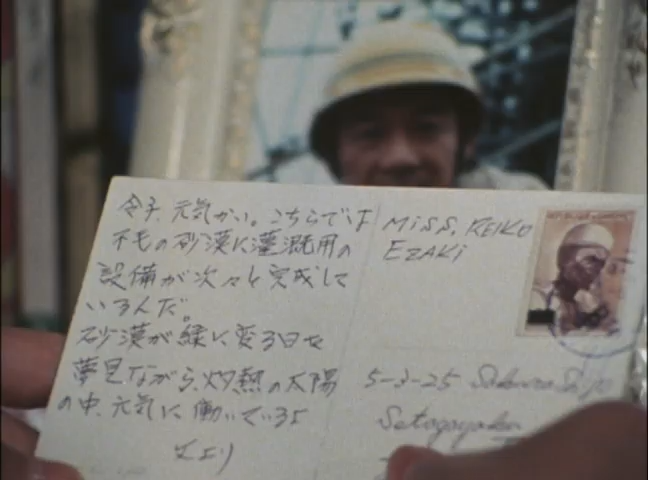 令子、元気かい。こちらでは
不毛の砂漠に灌漑用の
設備が次々と完成して
いるんだ。
砂漠が緑に変る日を
夢見ながら、灼熱の太陽
の中、元気に働いているよ
父より
MiSS. KEIKO
EZAKi
5-3-25
Setagayaku